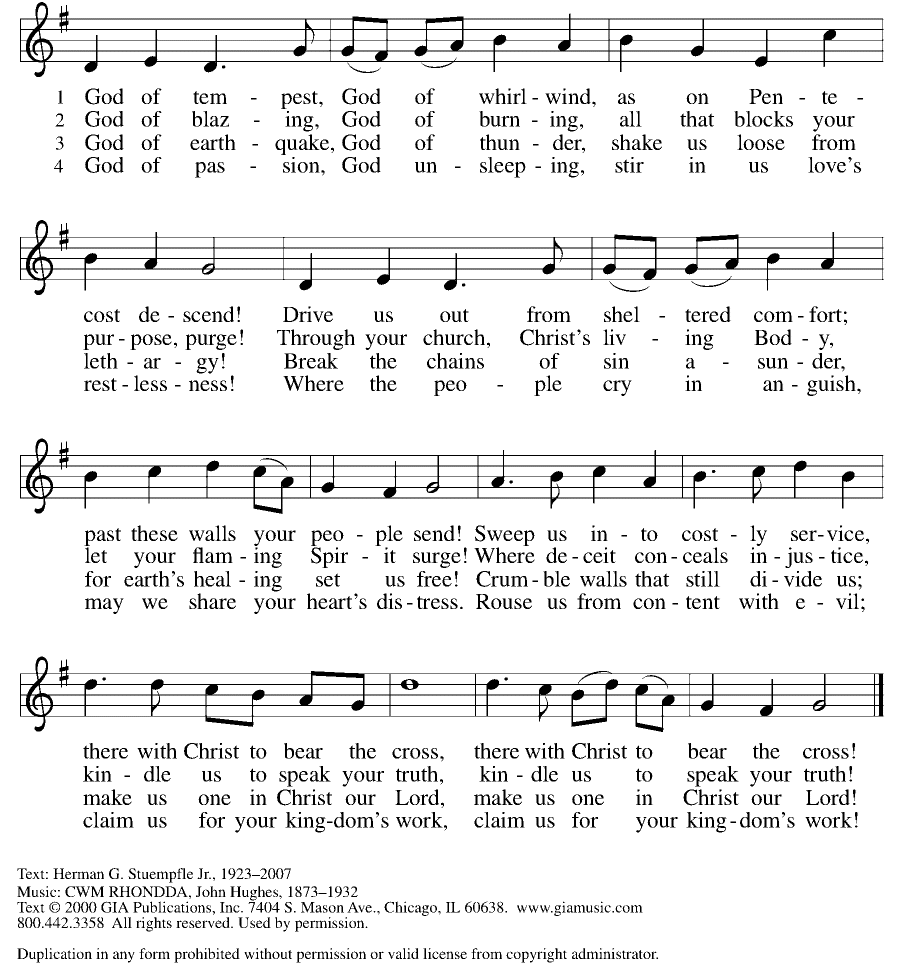 1 God of tem - pest, God of whirl - wind, as on Pen - te -
2 God of blaz - ing, God of burn - ing, all that blocks your
3 God of earth - quake, God of thun - der, shake us loose from
4 God of pas - sion, God un - sleep - ing, stir in us love's
cost de - scend! Drive us out from shel - tered com - fort;
pur - pose, purge! Through your church, Christ's liv - ing Bod - y,
leth - ar - gy! Break the chains of sin a - sun - der,
rest - less - ness! Where the peo - ple cry in an - guish,
past these walls your peo - ple send! Sweep us in - to cost - ly ser - vice,
let your flam - ing Spir - it surge! Where de - ceit con - ceals in - jus - tice,
for earth's heal - ing set us free! Crum - ble walls that still di - vide us;
may we share your heart's dis - tress. Rouse us from con - tent with e - vil;
there with Christ to bear the cross, there with Christ to bear the cross!
kin - dle us to speak your truth, kin - dle us to speak your truth!
make us one in Christ our Lord, make us one in Christ our Lord!
claim us for your king - dom's work, claim us for your king - dom's work!
Text: Herman G. Stuempfle Jr., 1923–2007
Music: CWM RHONDDA, John Hughes, 1873–1932
Text © 2000 GIA Publications, Inc. 7404 S. Mason Ave., Chicago, IL 60638. www.giamusic.com
800.442.3358 All rights reserved. Used by permission.
Duplication in any form prohibited without permission or valid license from copyright administrator.